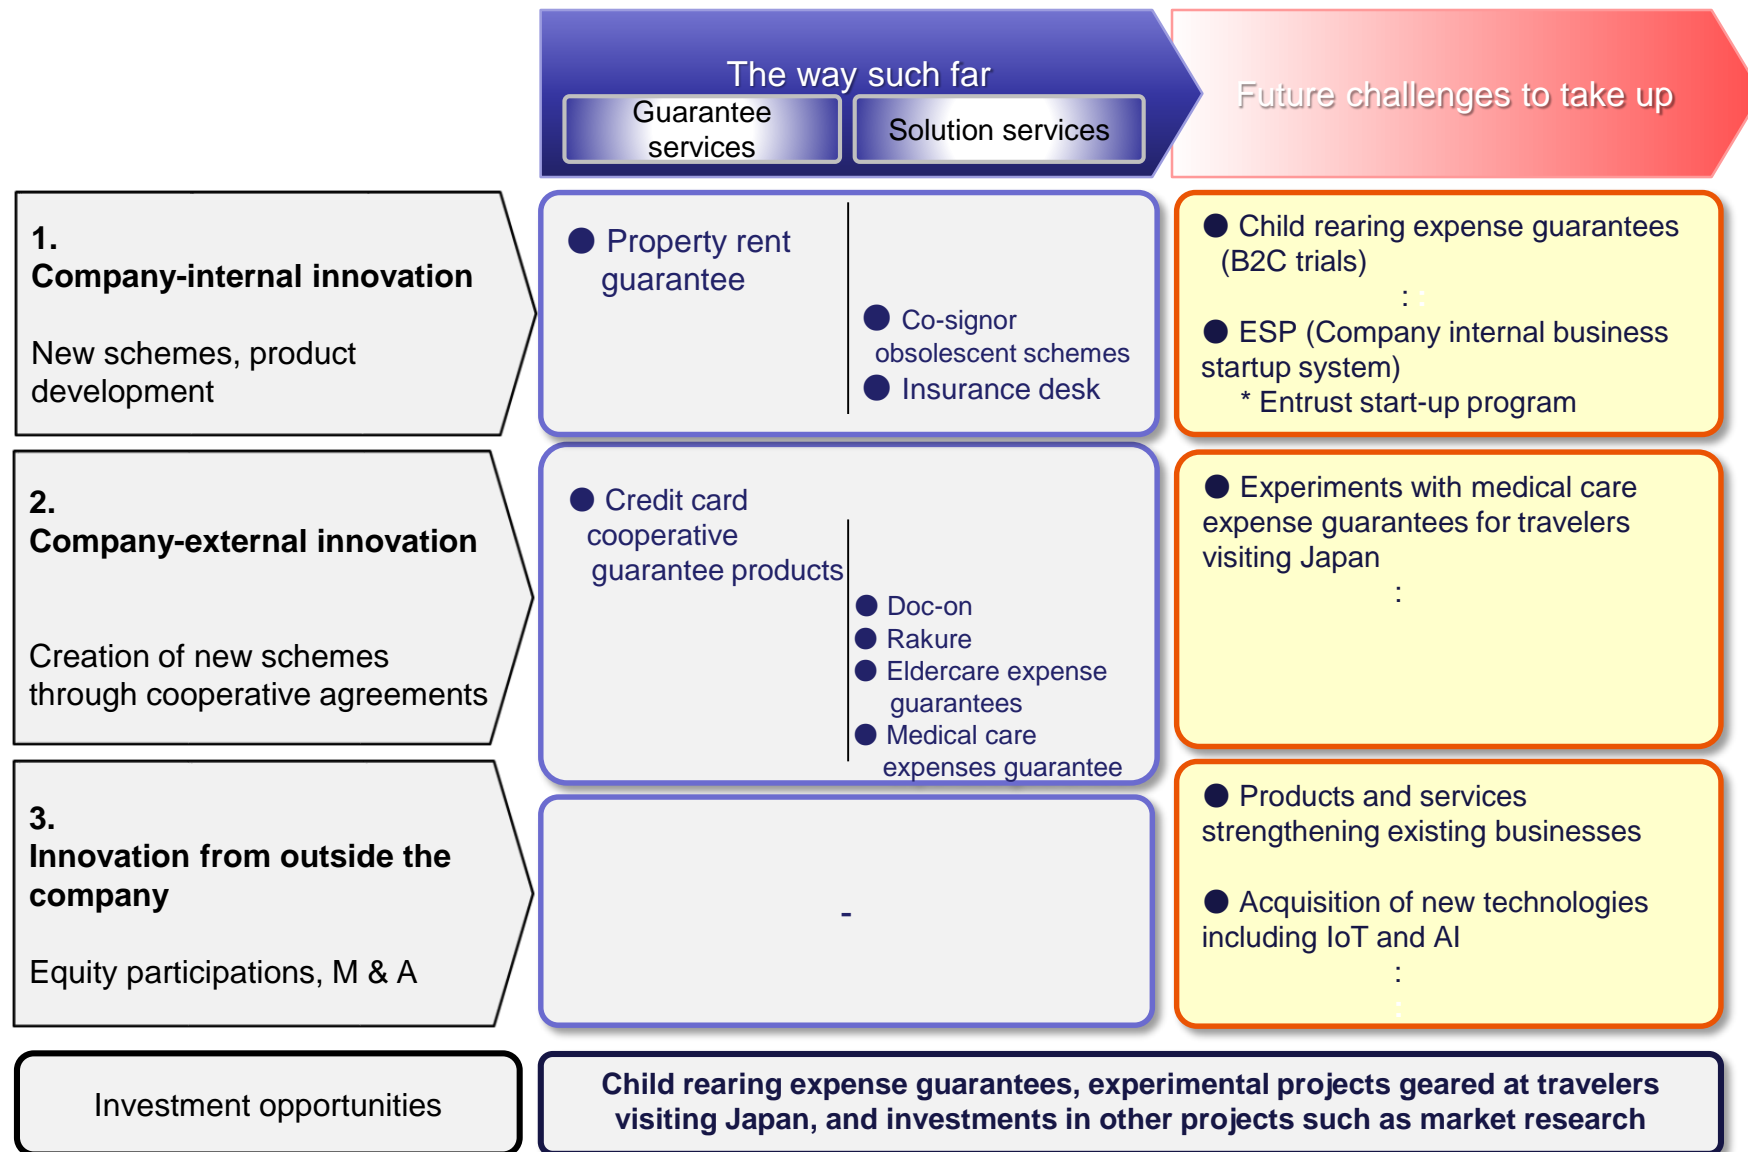 The way such far
Guarantee
services
Solution services
Future challenges to take up
1.
Company-internal innovation
New schemes, product
development
● Property rent
guarantee
● Co-signor
obsolescent schemes
● Insurance desk
● Child rearing expense guarantees
(B2C trials)
: :
● ESP (Company internal business
startup system)
* Entrust start-up program
2.
Company-external innovation
Creation of new schemes
through cooperative agreements
● Credit card
cooperative
guarantee products
● Doc-on
● Rakure
● Eldercare expense
guarantees
● Medical care
expenses guarantee
● Experiments with medical care
expense guarantees for travelers
visiting Japan
:
3.
Innovation from outside the
company
Equity participations, M & A
-
● Products and services
strengthening existing businesses
● Acquisition of new technologies
including IoT and AI
:
:
Investment opportunities
Child rearing expense guarantees, experimental projects geared at travelers
visiting Japan, and investments in other projects such as market research